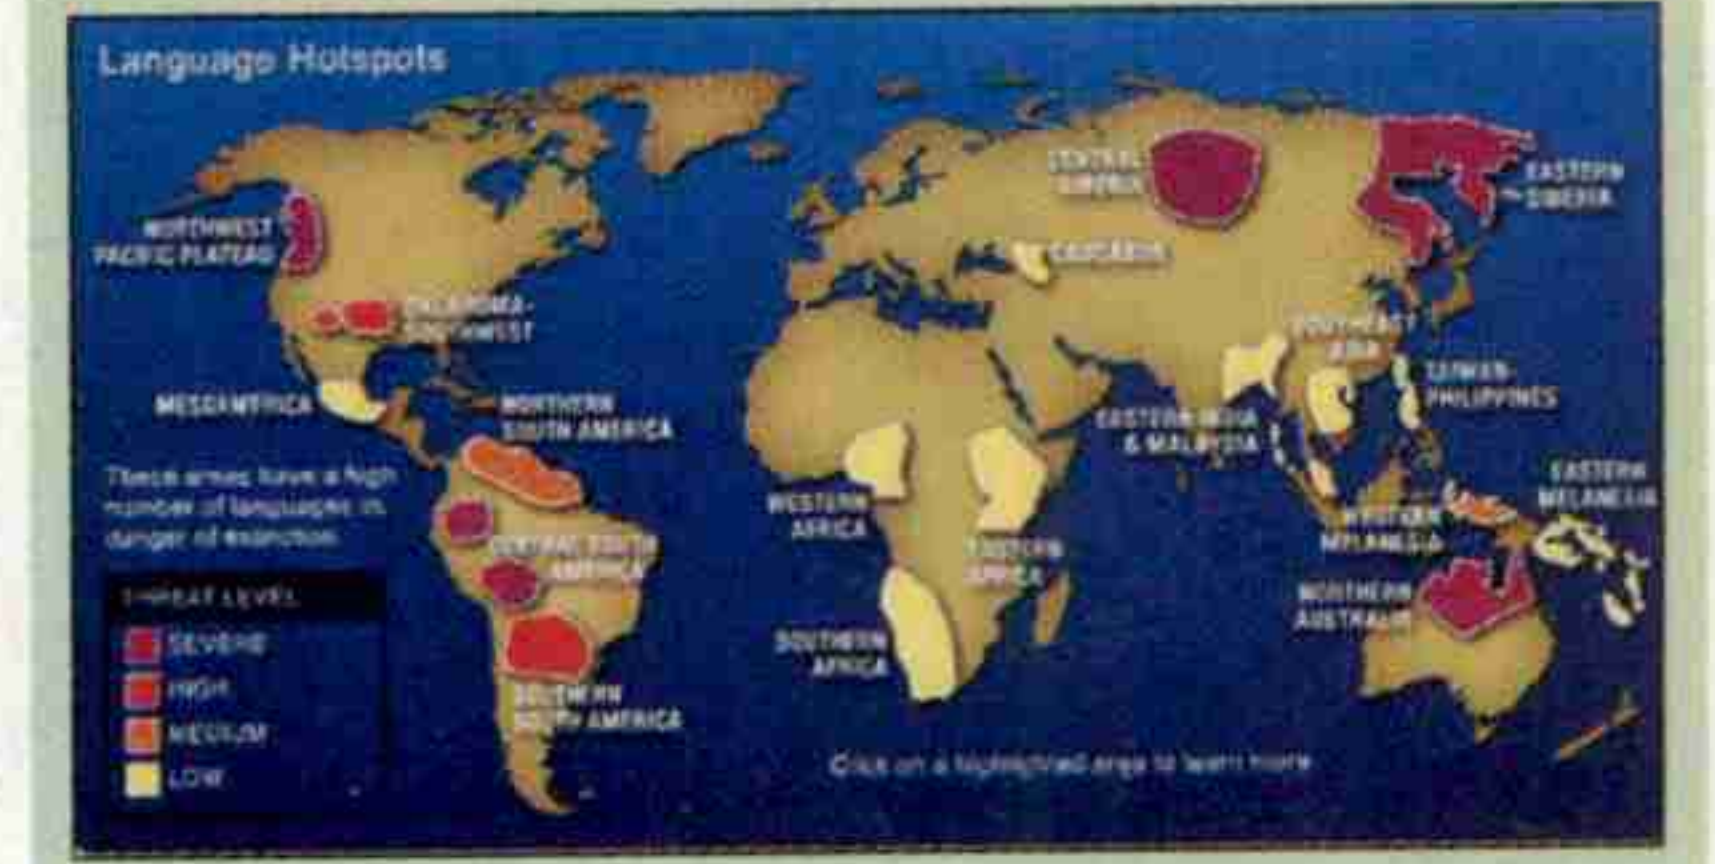 Language Hotspots
CENTRAL
SIBERIA
EASTERN
SIBERIA
NORTHWEST
PACIFIC PLATEAU
CAUCASUS
OKLAHOMA-
SOUTHWEST
SOUTHEAST
ASIA
TAIWAN-
PHILIPPINES
MESOAMERICA
NORTHERN
SOUTH AMERICA
EASTERN INDIA
& MALAYSIA
These areas have a high
number of languages in
danger of extinction.
EASTERN
MELANESIA
WESTERN
AFRICA
WESTERN
MELANESIA
CENTRAL SOUTH
AMERICA
EASTERN
AFRICA
NORTHERN
AUSTRALIA
THREAT LEVEL
SEVERE
HIGH
MEDIUM
LOW
SOUTHERN
AFRICA
SOUTHERN
SOUTH AMERICA
Click on a highlighted area to learn more